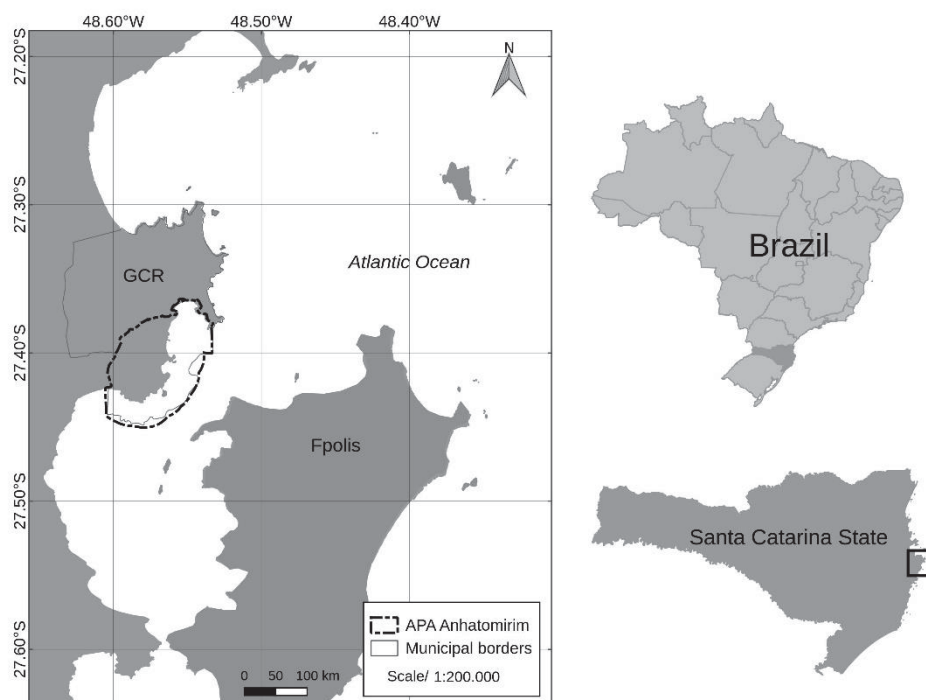 48.60°W 48.50°W 48.40°W
27.20°S
27.30°S
27.40°S
27.50°S
27.60°S
N
GCR
Atlantic Ocean
Fpolis
APA Anhatomirim
Municipal borders
Scale/ 1:200.000
0 50 100 km
Brazil
Santa Catarina State